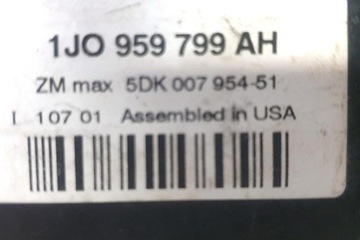 1JO 959 799 AH
ZM max 5DK 007 954-51
I 107 01 Assembled in USA